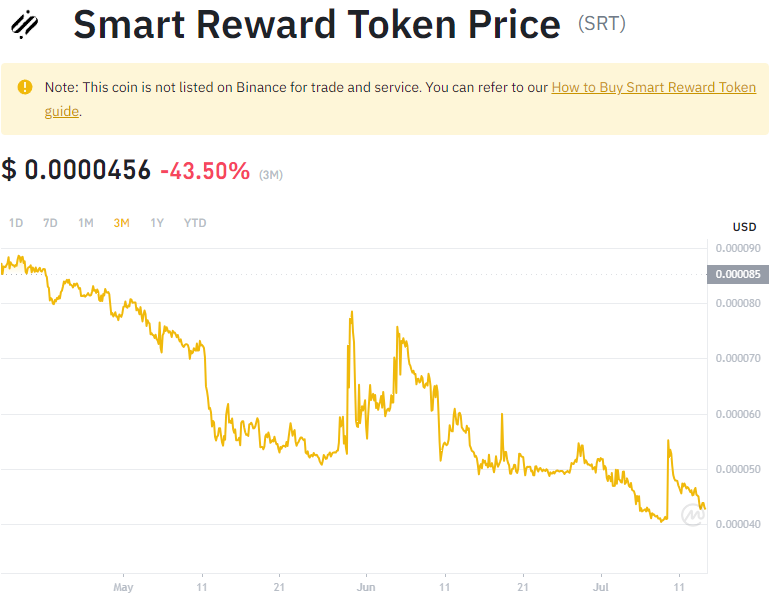 Smart Reward Token Price (SRT)
Note: This coin is not listed on Binance for trade and service. You can refer to our How to Buy Smart Reward Token
guide.
$ 0.0000456 -43.50% (3M)
1D 7D 1M 3M 1Y YTD
USD
0.000090
0.000085
0.000080
0.000070
0.000060
0.000050
0.000040
May 11 21 Jun 11 21 Jul 11